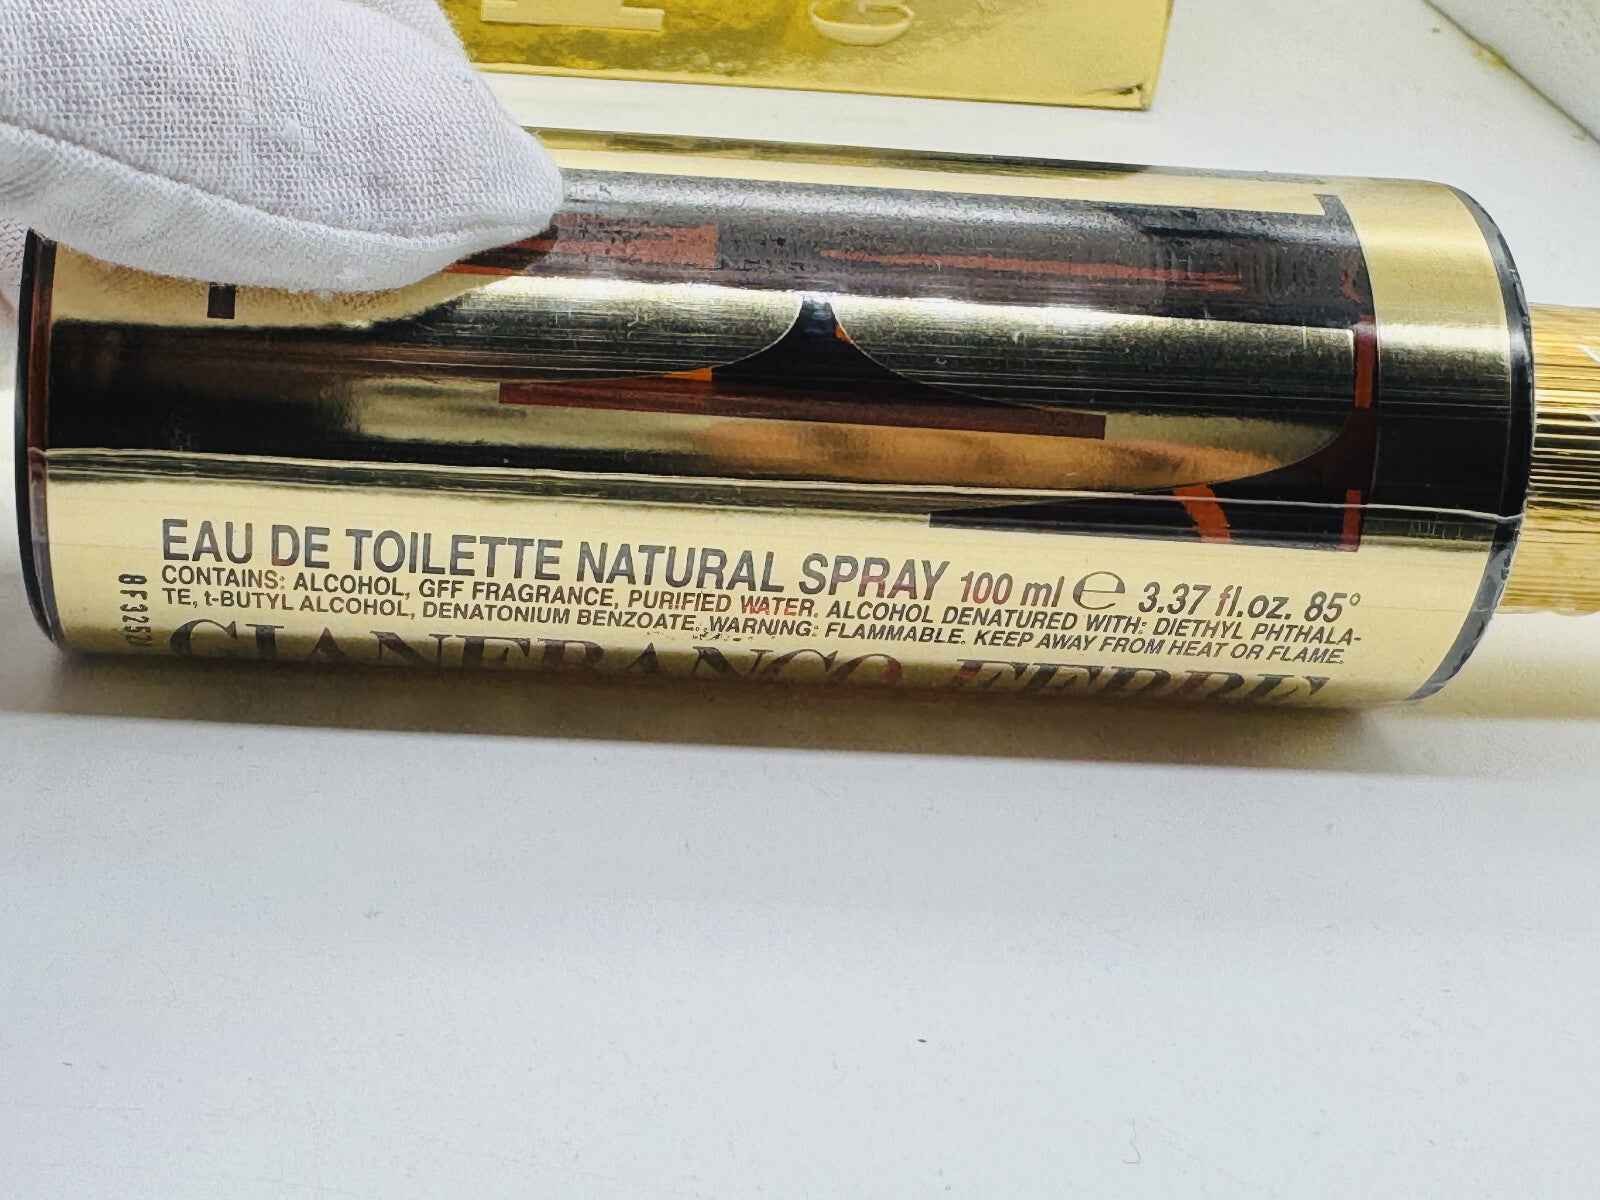 G
EAU DE TOILETTE NATURAL SPRAY 100 ml ℮ 3.37 fl.oz. 85°
CONTAINS: ALCOHOL, GFF FRAGRANCE, PURIFIED WATER. ALCOHOL DENATURED WITH: DIETHYL PHTHALA-
TE, t-BUTYL ALCOHOL, DENATONIUM BENZOATE. WARNING: FLAMMABLE. KEEP AWAY FROM HEAT OR FLAME.
GIANFRANCO FERRE